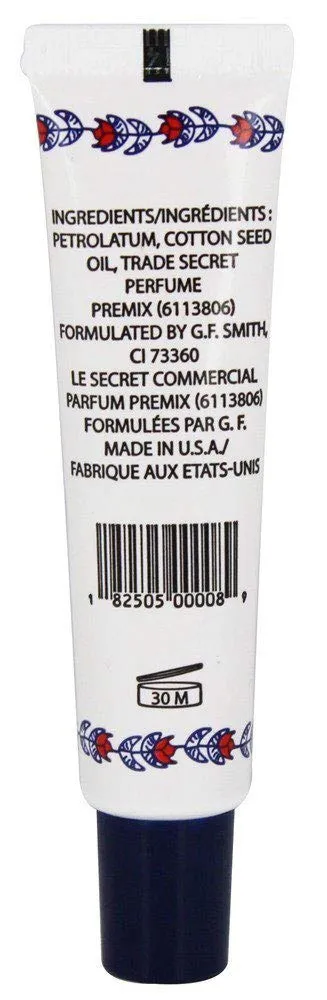 INGREDIENTS/INGRÉDIENTS :
PETROLATUM, COTTON SEED
OIL, TRADE SECRET
PERFUME
PREMIX (6113806)
FORMULATED BY G.F. SMITH,
CI 73360
LE SECRET COMMERCIAL
PARFUM PREMIX (6113806)
FORMULÉES PAR G. F.
MADE IN U.S.A./
FABRIQUE AUX ETATS-UNIS
1 82505 00008 9
30 M